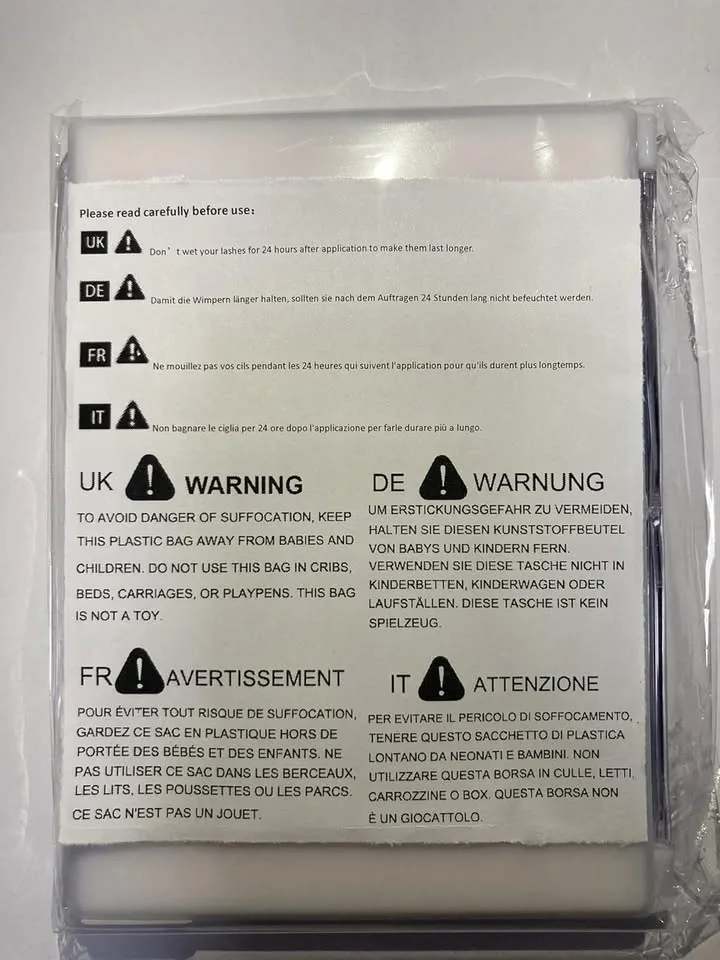 Please read carefully before use:
UK
Don' t wet your lashes for 24 hours after application to make them last longer.
DE
Damit die Wimpern länger halten, sollten sie nach dem Auftragen 24 Stunden lang nicht befeuchtet werden.
FR
Ne mouillez pas vos cils pendant les 24 heures qui suivent l'application pour qu'ils durent plus longtemps.
IT
Non bagnare le ciglia per 24 ore dopo l'applicazione per farle durare più a lungo.
UK ! WARNING
TO AVOID DANGER OF SUFFOCATION, KEEP
THIS PLASTIC BAG AWAY FROM BABIES AND
CHILDREN. DO NOT USE THIS BAG IN CRIBS,
BEDS, CARRIAGES, OR PLAYPENS. THIS BAG
IS NOT A TOY.
DE ! WARNUNG
UM ERSTICKUNGSGEFAHR ZU VERMEIDEN,
HALTEN SIE DIESEN KUNSTSTOFFBEUTEL
VON BABYS UND KINDERN FERN.
VERWENDEN SIE DIESE TASCHE NICHT IN
KINDERBETTEN, KINDERWAGEN ODER
LAUFSTÄLLEN. DIESE TASCHE IST KEIN
SPIELZEUG.
FR ! AVERTISSEMENT
POUR ÉVITER TOUT RISQUE DE SUFFOCATION,
GARDEZ CE SAC EN PLASTIQUE HORS DE
PORTÉE DES BÉBÉS ET DES ENFANTS. NE
PAS UTILISER CE SAC DANS LES BERCEAUX,
LES LITS, LES POUSSETTES OU LES PARCS.
CE SAC N'EST PAS UN JOUET.
IT ! ATTENZIONE
PER EVITARE IL PERICOLO DI SOFFOCAMENTO,
TENERE QUESTO SACCHETTO DI PLASTICA
LONTANO DA NEONATI E BAMBINI. NON
UTILIZZARE QUESTA BORSA IN CULLE, LETTI,
CARROZZINE O BOX. QUESTA BORSA NON
È UN GIOCATTOLO.